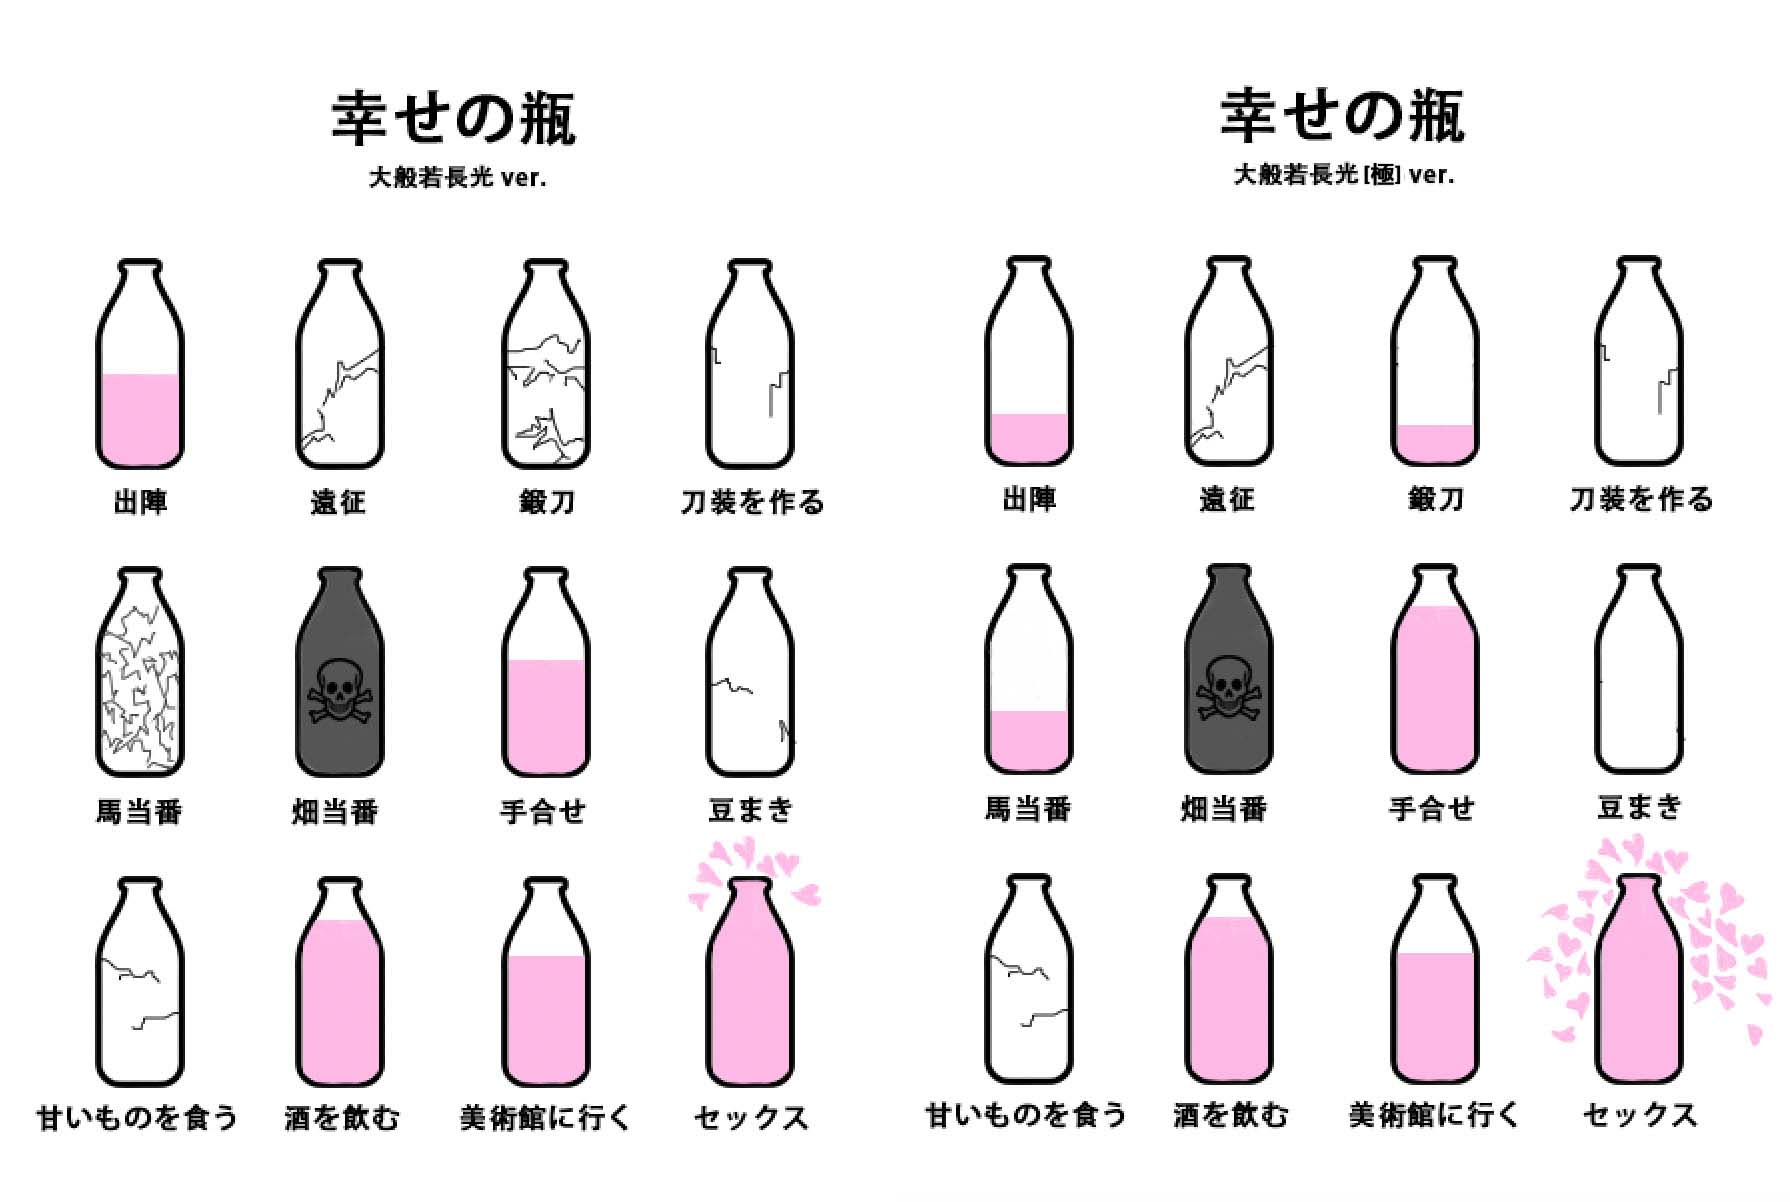 幸せの瓶
大般若長光 ver.
出陣
遠征
鍛刀
刀装を作る
馬当番
畑当番
手合せ
豆まき
甘いものを食う
酒を飲む
美術館に行く
セックス
幸せの瓶
大般若長光 [極] ver.
出陣
遠征
鍛刀
刀装を作る
馬当番
畑当番
手合せ
豆まき
甘いものを食う
酒を飲む
美術館に行く
セックス